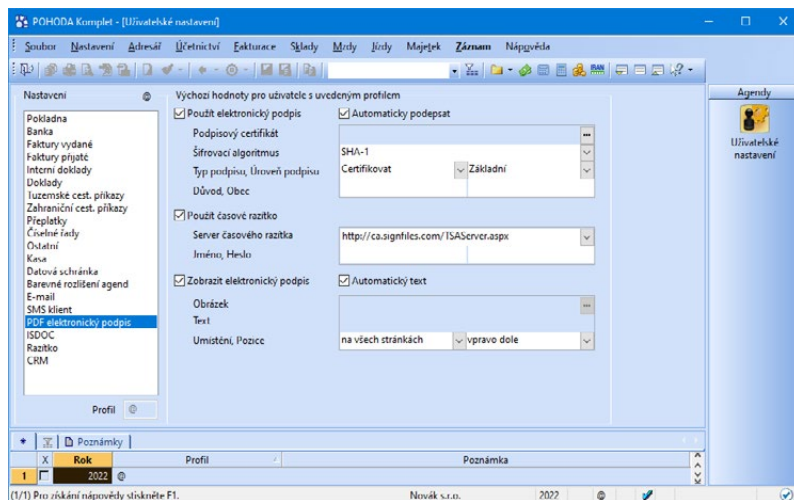 POHODA Komplet - [Uživatelské nastavení]
Soubor Nastavení Adresář Účetnictví Fakturace Sklady Mzdy Jízdy Majetek Záznam Nápověda
Nastavení @
Pokladna
Banka
Faktury vydané
Faktury přijaté
Interní doklady
Doklady
Tuzemské cest. příkazy
Zahraniční cest. příkazy
Přeplatky
Číselné řady
Ostatní
Kasa
Datová schránka
Barevné rozlišení agend
E-mail
SMS klient
PDF elektronický podpis
ISDOC
Razítko
CRM
Profil @
Výchozí hodnoty pro uživatele s uvedeným profilem
Použít elektronický podpis Automaticky podepsat
Podpisový certifikát
Šifrovací algoritmus SHA-1
Typ podpisu, Úroveň podpisu Certifikovat Základní
Důvod, Obec
Použít časové razítko
Server časového razítka http://ca.signfiles.com/TSAServer.aspx
Jméno, Heslo
Zobrazit elektronický podpis Automatický text
Obrázek
Text
Umístění, Pozice na všech stránkách vpravo dole
Agendy
Uživatelské
nastavení
* Poznámky
X Rok Profil Poznámka
1 2022 @
(1/1) Pro získání nápovědy stiskněte F1. Novák s.r.o. 2022 @